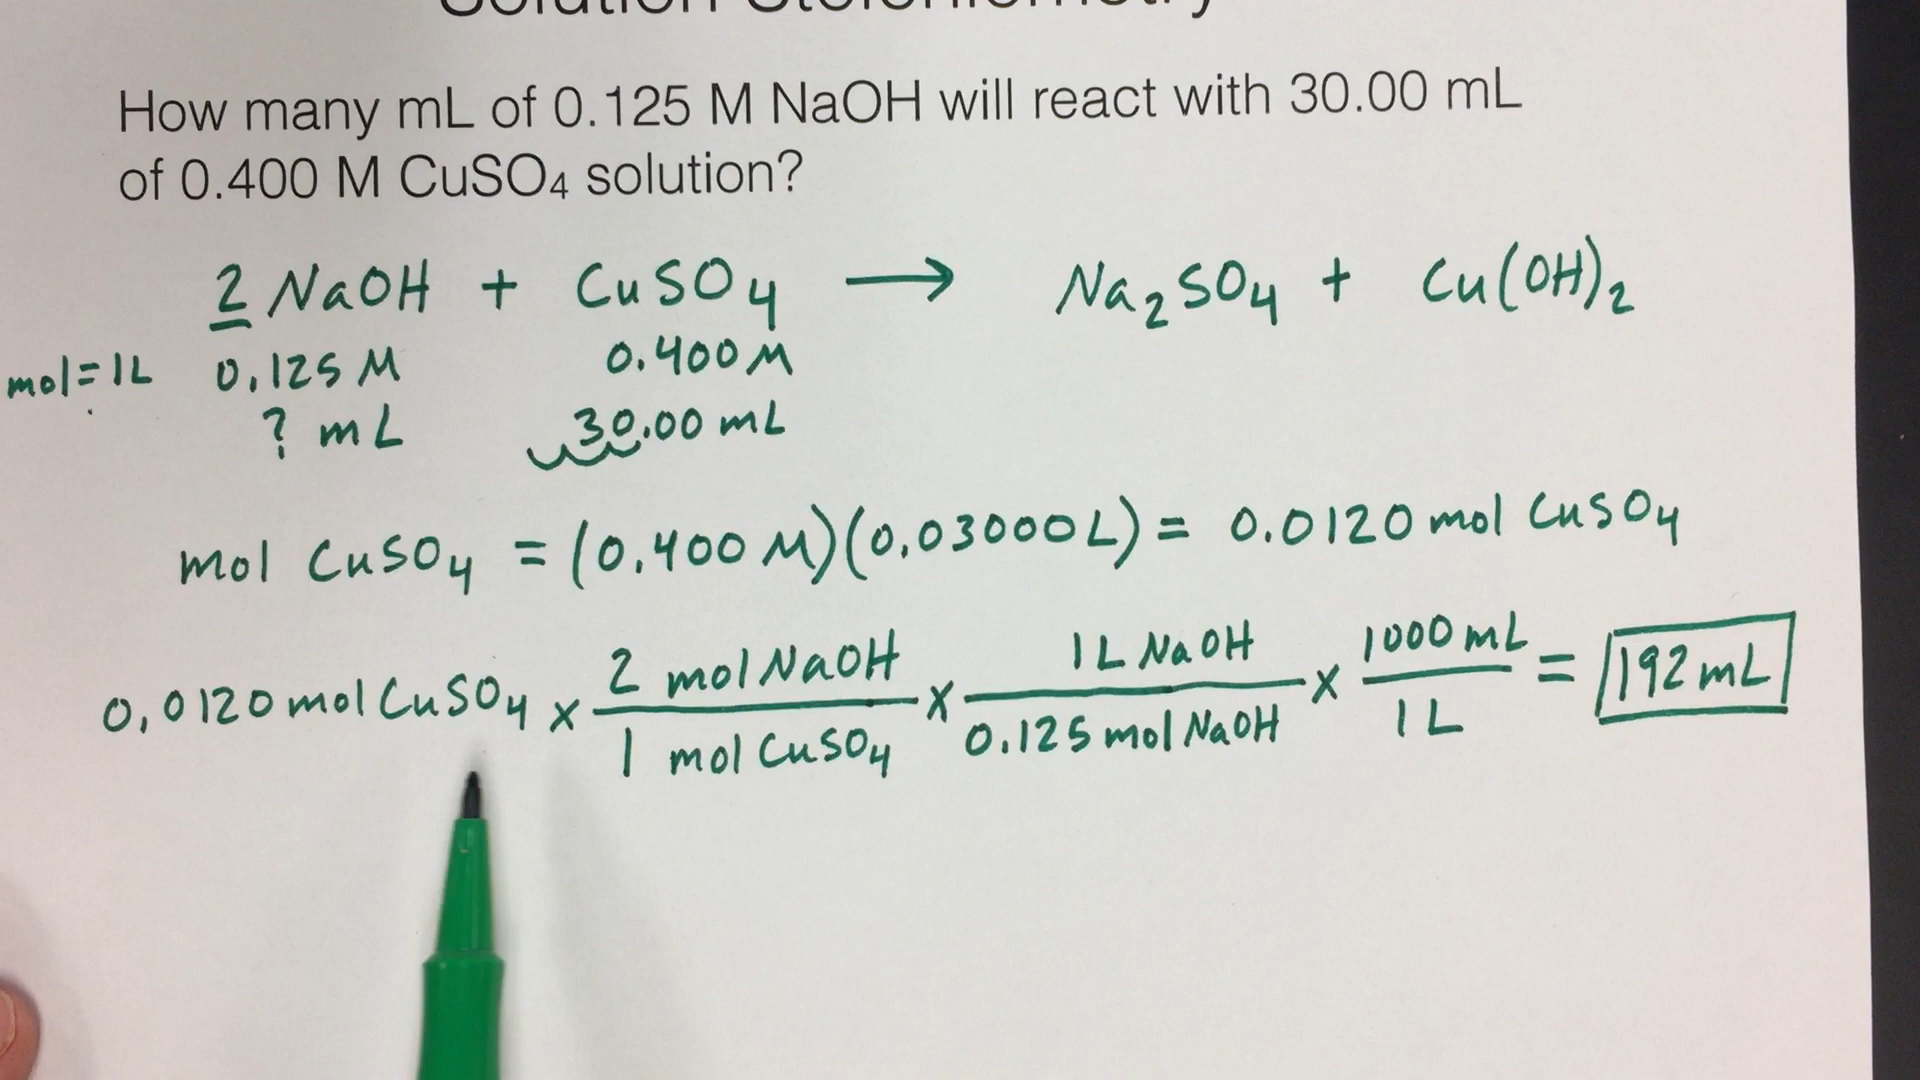 Solution Stoichiometry
How many mL of 0.125 M NaOH will react with 30.00 mL
of 0.400 M CuSO₄ solution?
2 NaOH + CuSO₄ → Na₂SO₄ + Cu(OH)₂
mol=1L 0.125 M 0.400 M
? mL 30.00 mL
mol CuSO₄ = (0.400 M)(0.03000 L) = 0.0120 mol CuSO₄
0.0120 mol CuSO₄ x 2 mol NaOH / 1 mol CuSO₄ x 1 L NaOH / 0.125 mol NaOH x 1000 mL / 1 L = 192 mL